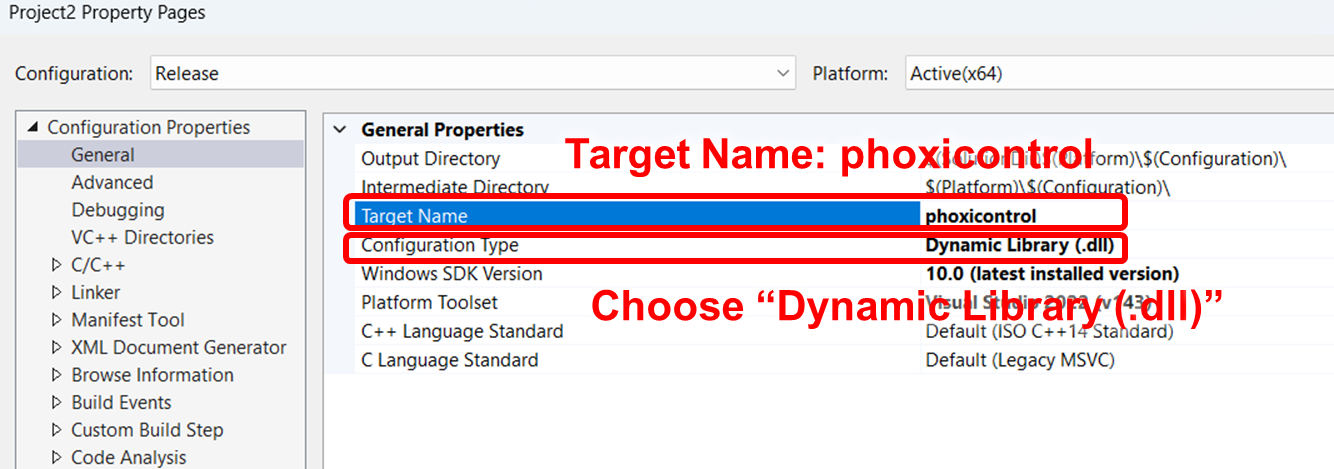 Project2 Property Pages
Configuration: Release Platform: Active(x64)
Configuration Properties
General
Advanced
Debugging
VC++ Directories
C/C++
Linker
Manifest Tool
XML Document Generator
Browse Information
Build Events
Custom Build Step
Code Analysis
General Properties
Target Name: phoxicontrol
Output Directory $(SolutionDir)$(Platform)\$(Configuration)\
Intermediate Directory $(Platform)\$(Configuration)\
Target Name phoxicontrol
Configuration Type Dynamic Library (.dll)
Windows SDK Version 10.0 (latest installed version)
Choose “Dynamic Library (.dll)”
Platform Toolset Visual Studio 2022 (v143)
C++ Language Standard Default (ISO C++14 Standard)
C Language Standard Default (Legacy MSVC)